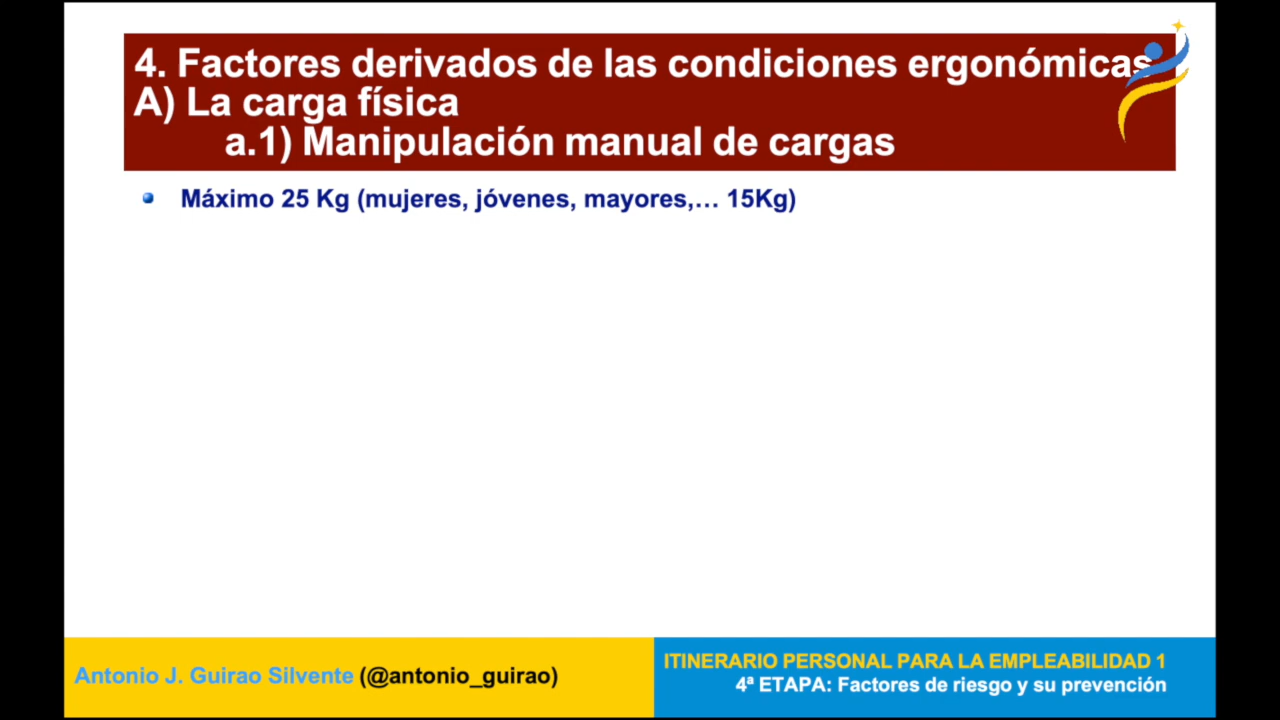 4. Factores derivados de las condiciones ergonómicas
A) La carga física
a.1) Manipulación manual de cargas
Máximo 25 Kg (mujeres, jóvenes, mayores,… 15Kg)
Antonio J. Guirao Silvente (@antonio_guirao)
ITINERARIO PERSONAL PARA LA EMPLEABILIDAD 1
4ª ETAPA: Factores de riesgo y su prevención